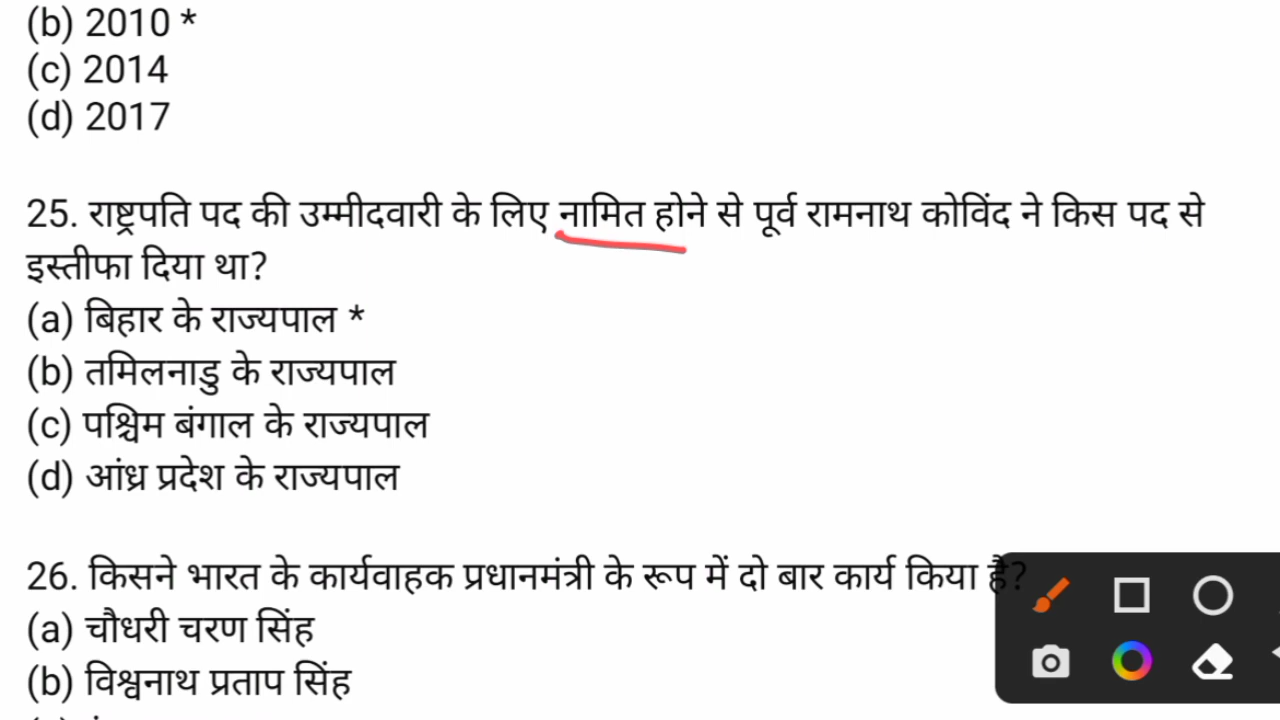 (b) 2010 *
(c) 2014
(d) 2017
25. राष्ट्रपति पद की उम्मीदवारी के लिए नामित होने से पूर्व रामनाथ कोविंद ने किस पद से
इस्तीफा दिया था?
(a) बिहार के राज्यपाल *
(b) तमिलनाडु के राज्यपाल
(c) पश्चिम बंगाल के राज्यपाल
(d) आंध्र प्रदेश के राज्यपाल
26. किसने भारत के कार्यवाहक प्रधानमंत्री के रूप में दो बार कार्य किया है?
(a) चौधरी चरण सिंह
(b) विश्वनाथ प्रताप सिंह